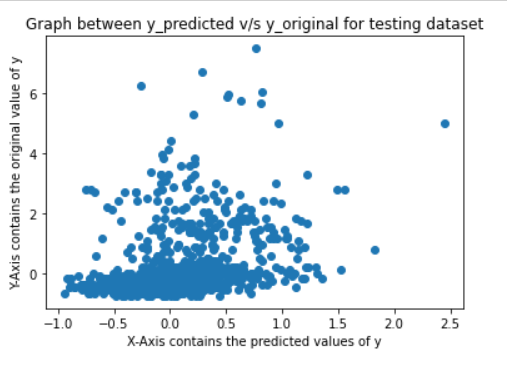 Graph between y_predicted v/s y_original for testing dataset
Y-Axis contains the original value of y
6
4
2
0
-1.0 -0.5 0.0 0.5 1.0 1.5 2.0 2.5
X-Axis contains the predicted values of y